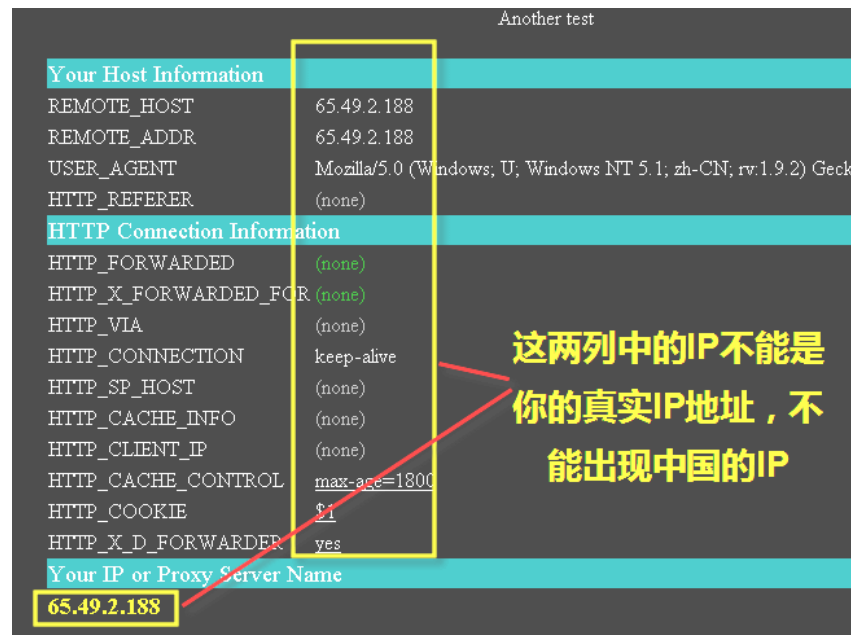 Another test
Your Host Information
REMOTE_HOST 65.49.2.188
REMOTE_ADDR 65.49.2.188
USER_AGENT Mozilla/5.0 (Windows; U; Windows NT 5.1; zh-CN; rv:1.9.2) Geck
HTTP_REFERER (none)
HTTP Connection Information
HTTP_FORWARDED (none)
HTTP_X_FORWARDED_FOR (none)
HTTP_VIA (none)
HTTP_CONNECTION keep-alive
HTTP_SP_HOST (none)
HTTP_CACHE_INFO (none)
HTTP_CLIENT_IP (none)
HTTP_CACHE_CONTROL max-age=1800
HTTP_COOKIE $1
HTTP_X_D_FORWARDER yes
Your IP or Proxy Server Name
65.49.2.188
这两列中的IP不能是
你的真实IP地址，不
能出现中国的IP